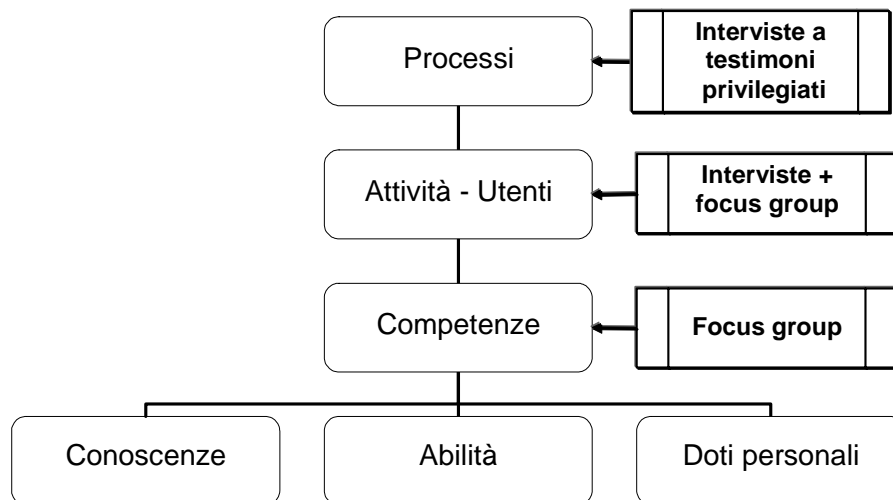 Processi
Interviste a
testimoni
privilegiati
Attività - Utenti
Interviste +
focus group
Competenze
Focus group
Conoscenze
Abilità
Doti personali